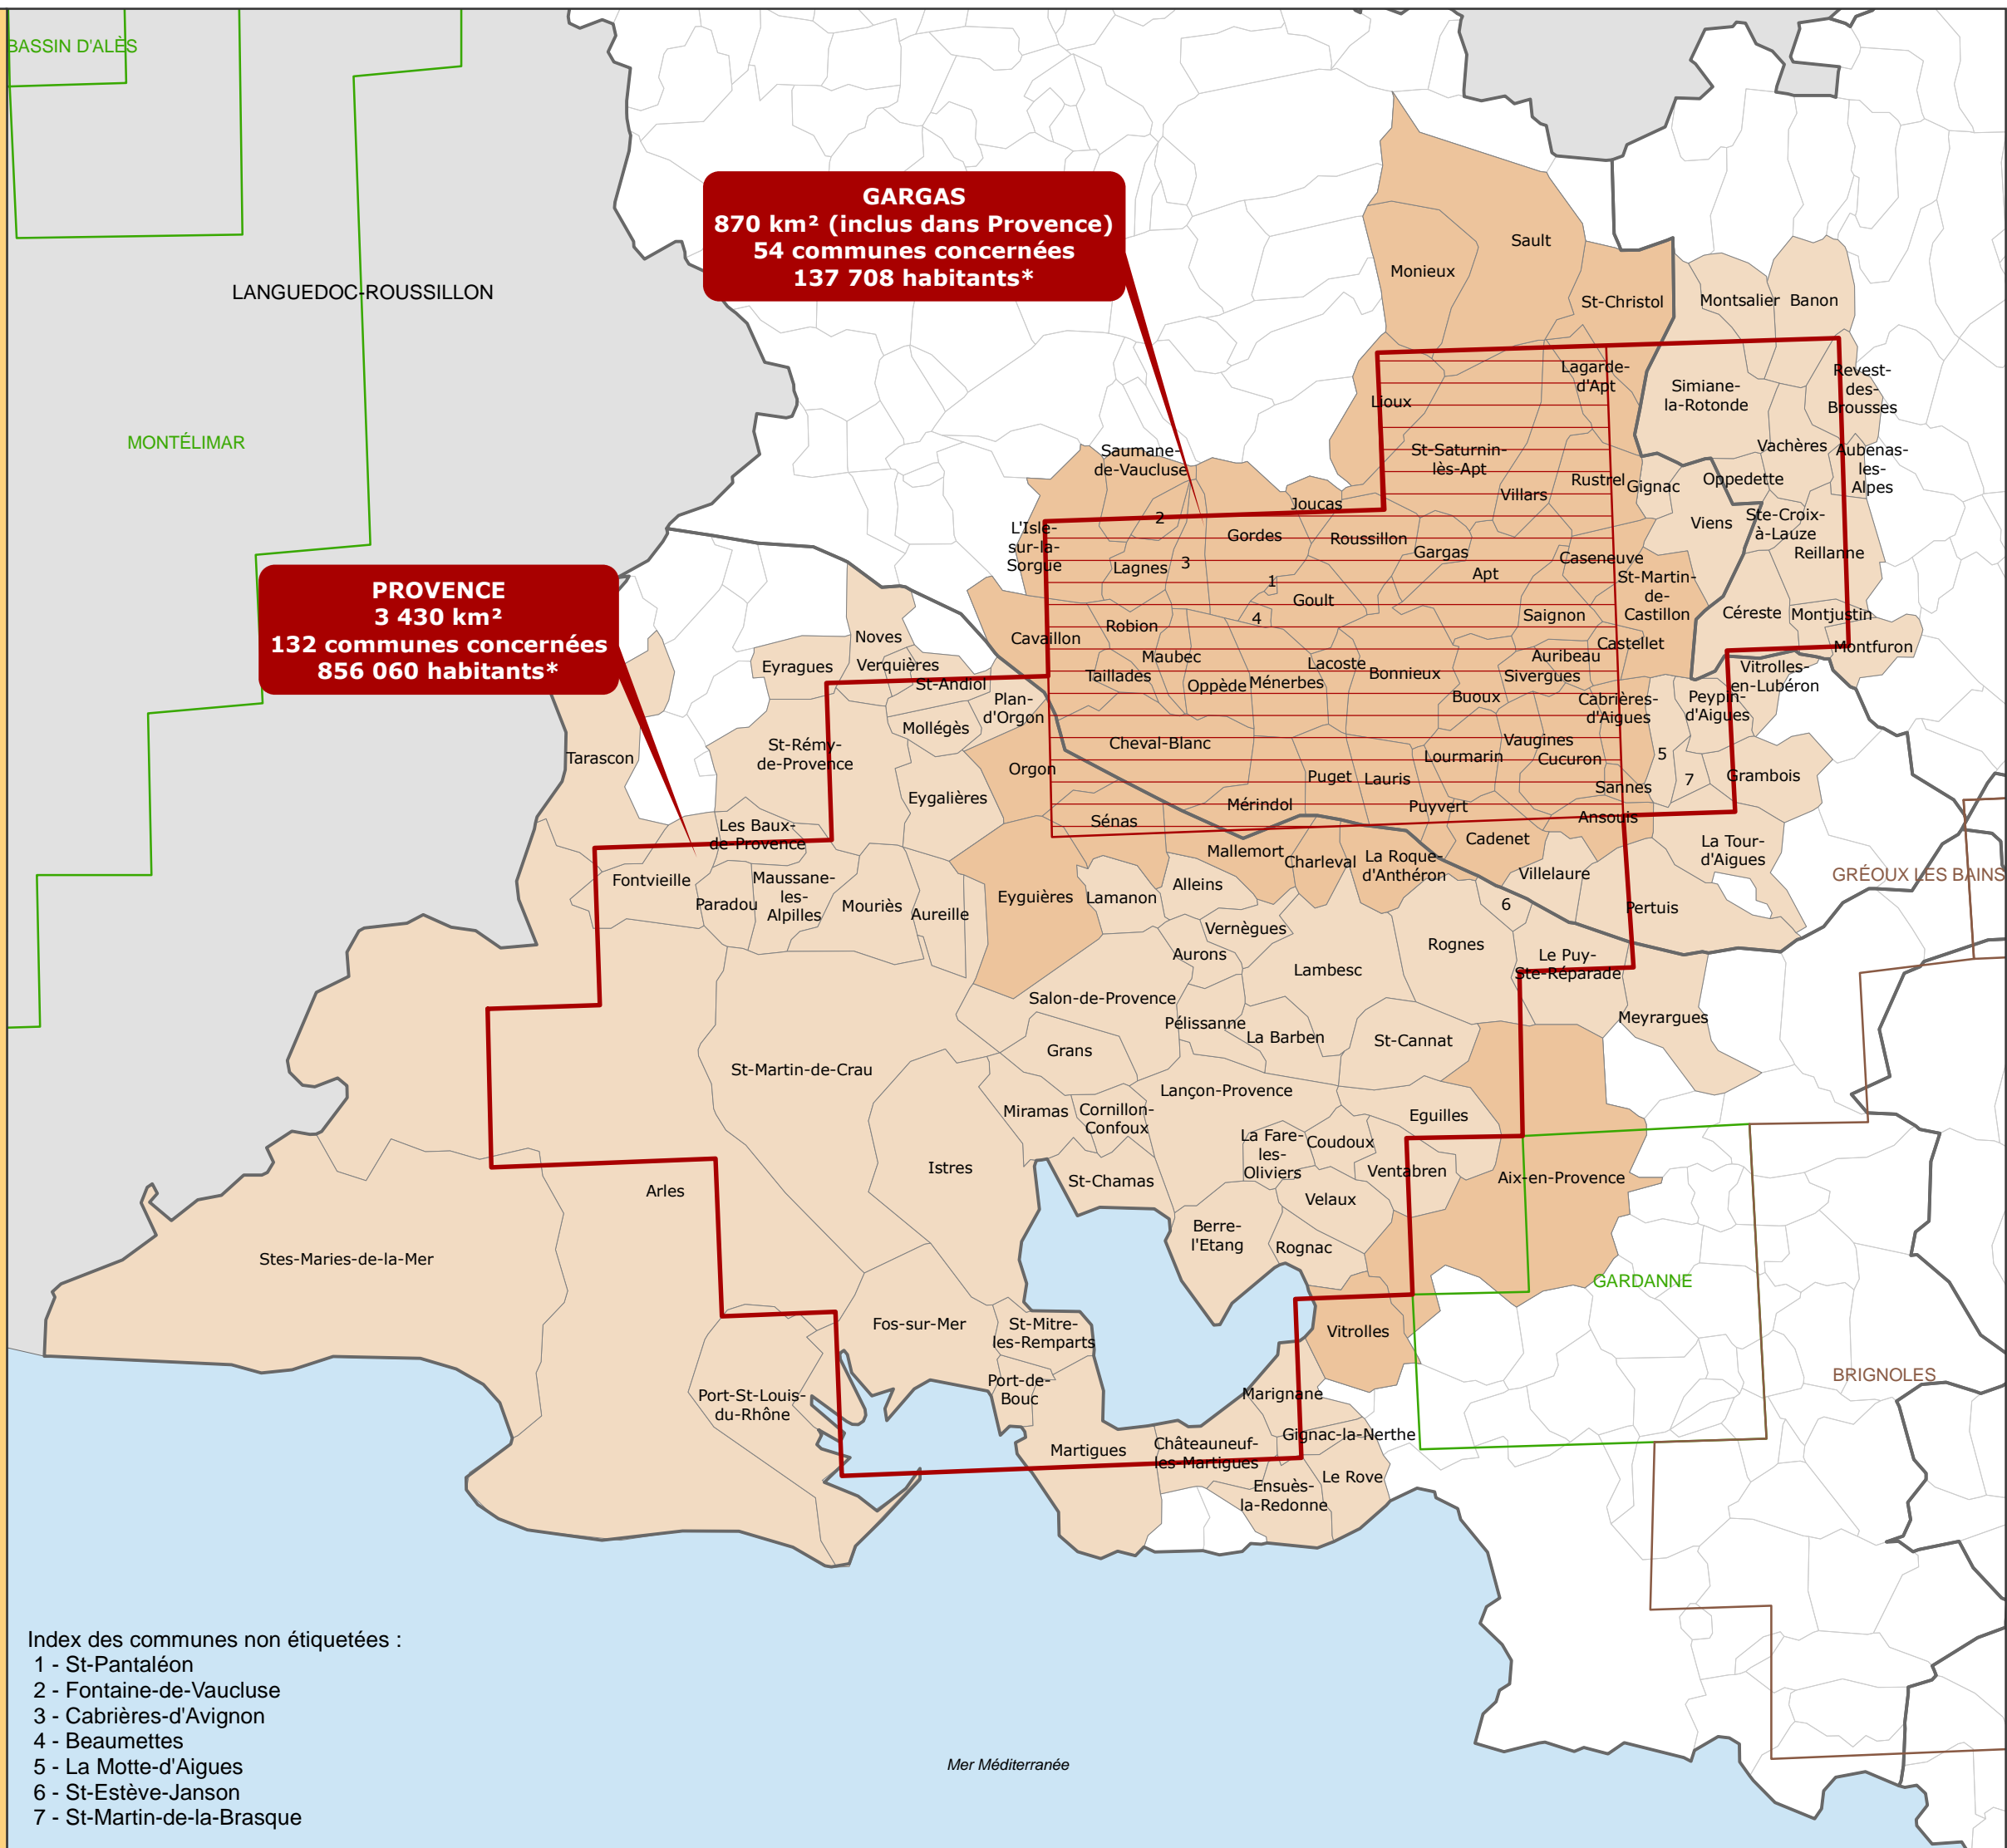 BASSIN D'ALÈS
LANGUEDOC-ROUSSILLON
MONTÉLIMAR
GARGAS
870 km² (inclus dans Provence)
54 communes concernées
137 708 habitants*
PROVENCE
3 430 km²
132 communes concernées
856 060 habitants*
Sault
Monieux
St-Christol
Montsalier
Banon
Lagarde-
d'Apt
Simiane-
la-Rotonde
Revest-
des-
Brousses
Lioux
Saumane-
de-Vaucluse
St-Saturnin-
lès-Apt
Vachères
Aubenas-
les-
Alpes
Villars
Rustrel
Gignac
Oppedette
Joucas
2
L'Isle-
sur-la-
Sorgue
Gordes
Roussillon
Gargas
Viens
Ste-Croix-
à-Lauze
Reillanne
Caseneuve
Lagnes
3
1
Apt
St-Martin-
de-
Castillon
Goult
4
Saignon
Céreste
Montjustin
Robion
Cavaillon
Noves
Castellet
Montfuron
Eyragues
Verquières
Maubec
Lacoste
Auribeau
Vitrolles-
en-Lubéron
St-Andiol
Taillades
Oppède
Ménerbes
Bonnieux
Sivergues
Buoux
Plan-
d'Orgon
Cabrières-
d'Aigues
Peypin-
d'Aigues
Mollégès
St-Rémy-
de-Provence
Tarascon
Cheval-Blanc
Vaugines
Lourmarin
Cucuron
5
Orgon
Puget
Lauris
7
Grambois
Eygalières
Sannes
Mérindol
Puyvert
Ansouis
Sénas
Les Baux-
de-Provence
Cadenet
Mallemort
Charleval
La Roque-
d'Anthéron
La Tour-
d'Aigues
Fontvieille
Maussane-
les-
Alpilles
Alleins
Villelaure
GRÉOUX LES BAINS
Paradou
Mouriès
Aureille
Eyguières
Lamanon
6
Pertuis
Vernègues
Aurons
Rognes
Le Puy-
Ste-Réparade
Lambesc
Salon-de-Provence
Pélissanne
La Barben
St-Cannat
Meyrargues
Grans
St-Martin-de-Crau
Lançon-Provence
Miramas
Cornillon-
Confoux
Eguilles
La Fare-
les-
Oliviers
Coudoux
Ventabren
Aix-en-Provence
Istres
St-Chamas
Arles
Velaux
Berre-
l'Etang
Rognac
Stes-Maries-de-la-Mer
GARDANNE
Fos-sur-Mer
St-Mitre-
les-Remparts
Vitrolles
BRIGNOLES
Port-de-
Bouc
Port-St-Louis-
du-Rhône
Marignane
Gignac-la-Nerthe
Martigues
Châteauneuf-
les-Martigues
Le Rove
Ensuès-
la-Redonne
Mer Méditerranée
Index des communes non étiquetées :
1 - St-Pantaléon
2 - Fontaine-de-Vaucluse
3 - Cabrières-d'Avignon
4 - Beaumettes
5 - La Motte-d'Aigues
6 - St-Estève-Janson
7 - St-Martin-de-la-Brasque